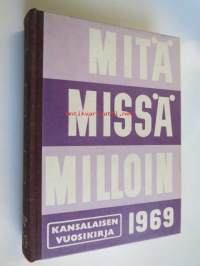 MITÄ
MISSÄ
MILLOIN
KANSALAISEN
VUOSIKIRJA
1969